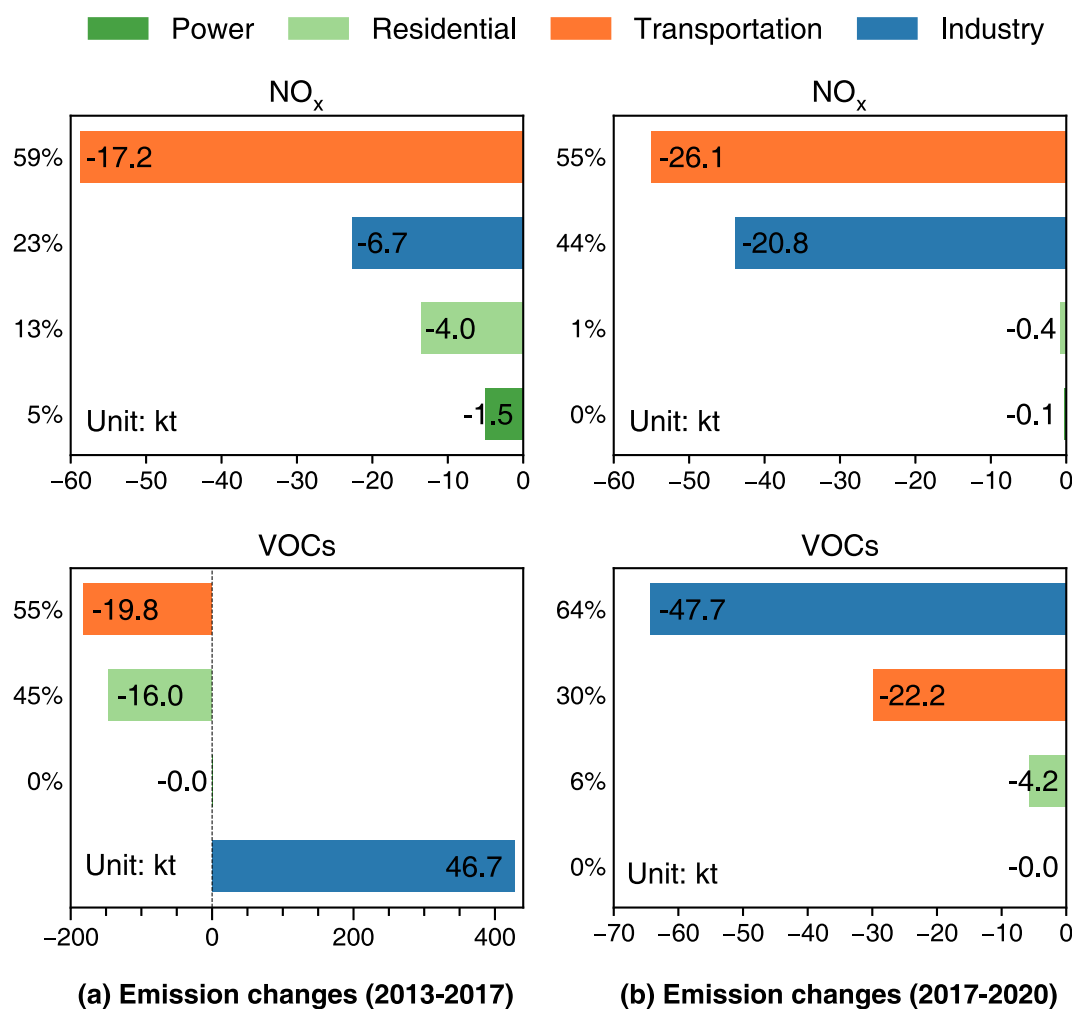 Power Residential Transportation Industry
NOx NOx
59% -17.2 55% -26.1
23% -6.7 44% -20.8
13% -4.0 1% -0.4
5% Unit: kt -1.5 0% Unit: kt -0.1
−60 −50 −40 −30 −20 −10 0 −60 −50 −40 −30 −20 −10 0
VOCs VOCs
55% -19.8 64% -47.7
45% -16.0 30% -22.2
0% -0.0 6% -4.2
Unit: kt 46.7 0% Unit: kt -0.0
−200 0 200 400 −70 −60 −50 −40 −30 −20 −10 0
(a) Emission changes (2013-2017) (b) Emission changes (2017-2020)